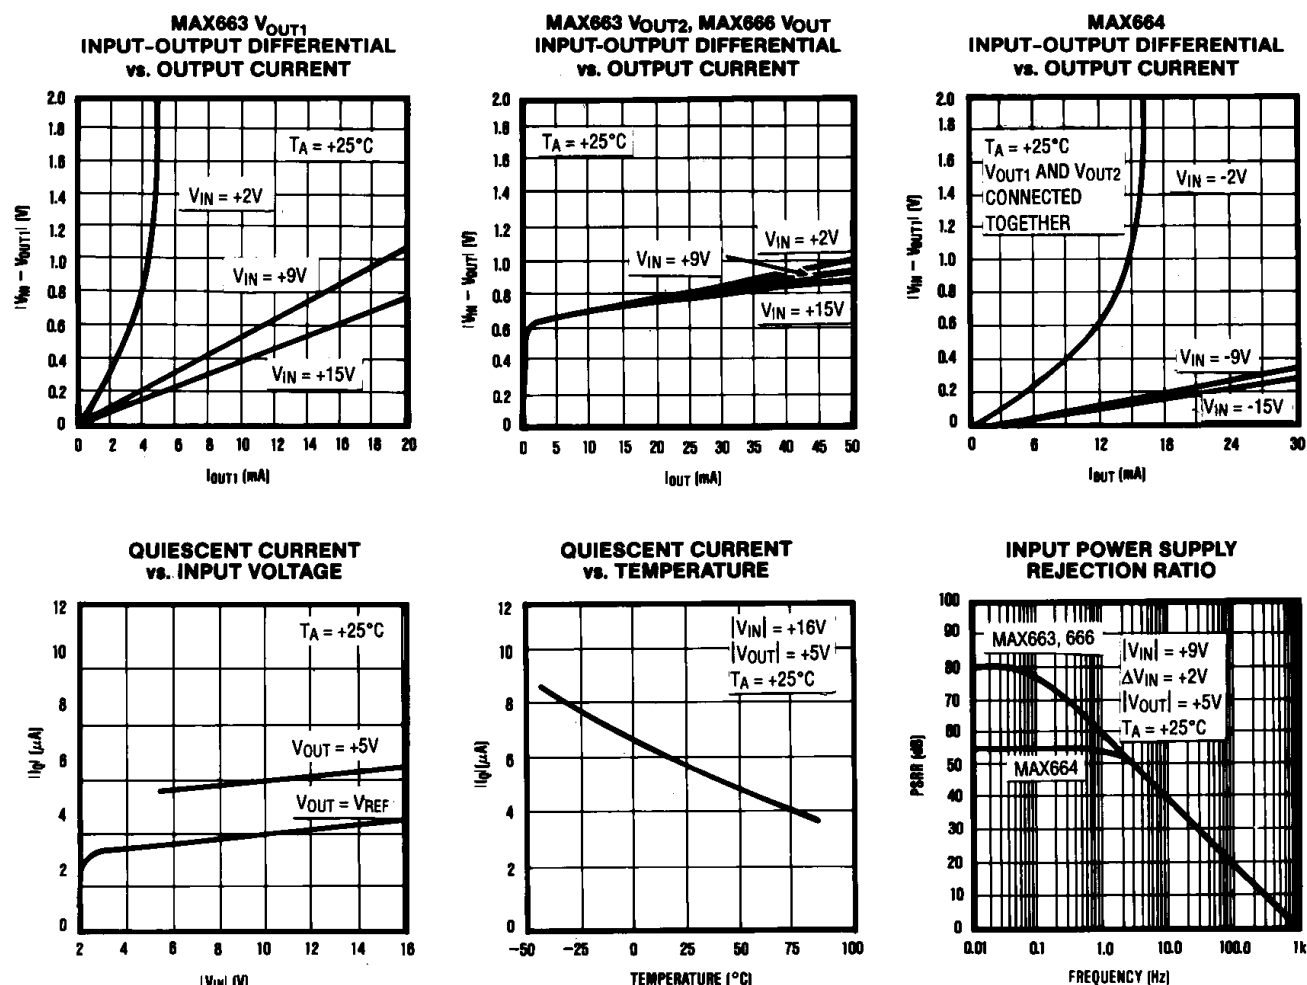 MAX663 VOUT1
INPUT-OUTPUT DIFFERENTIAL
vs. OUTPUT CURRENT
2.0
1.8
1.6
1.4
1.2
1.0
0.8
0.6
0.4
0.2
0
|VIN – VOUT1| (V)
TA = +25°C
VIN = +2V
VIN = +9V
VIN = +15V
0 2 4 6 8 10 12 14 16 18 20
IOUT1 (mA)
MAX663 VOUT2, MAX666 VOUT
INPUT-OUTPUT DIFFERENTIAL
vs. OUTPUT CURRENT
2.0
1.8
1.6
1.4
1.2
1.0
0.8
0.6
0.4
0.2
0
|VIN – VOUT| (V)
TA = +25°C
VIN = +2V
VIN = +9V
VIN = +15V
0 5 10 15 20 25 30 35 40 45 50
IOUT (mA)
MAX664
INPUT-OUTPUT DIFFERENTIAL
vs. OUTPUT CURRENT
2.0
1.8
1.6
1.4
1.2
1.0
0.8
0.6
0.4
0.2
0
|VIN – VOUT1| (V)
TA = +25°C
VOUT1 AND VOUT2
CONNECTED
TOGETHER
VIN = -2V
VIN = -9V
VIN = -15V
0 6 12 18 24 30
IOUT (mA)
QUIESCENT CURRENT
vs. INPUT VOLTAGE
12
10
8
6
4
2
0
|IQ| (µA)
TA = +25°C
VOUT = +5V
VOUT = VREF
2 4 6 8 10 12 14 16
|VIN| (V)
QUIESCENT CURRENT
vs. TEMPERATURE
12
10
8
6
4
2
0
|IQ| (µA)
|VIN| = +16V
|VOUT| = +5V
TA = +25°C
–50 –25 0 25 50 75 100
TEMPERATURE (°C)
INPUT POWER SUPPLY
REJECTION RATIO
100
90
80
70
60
50
40
30
20
10
0
PSRR (dB)
MAX663, 666
|VIN| = +9V
ΔVIN = +2V
|VOUT| = +5V
TA = +25°C
MAX664
0.01 0.1 1.0 10.0 100.0 1k
FREQUENCY (Hz)